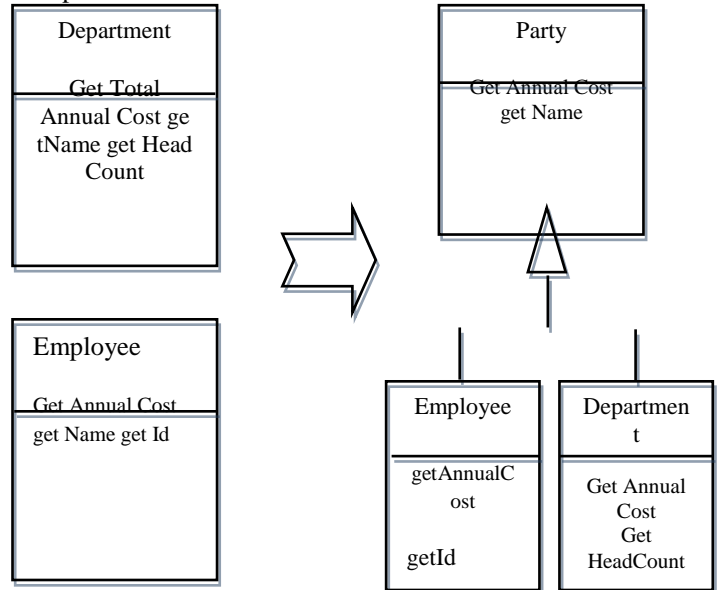 Department
Get Total
Annual Cost ge
tName get Head
Count
Employee
Get Annual Cost
get Name get Id
Party
Get Annual Cost
get Name
Employee
getAnnualC
ost
getId
Departmen
t
Get Annual
Cost
Get
HeadCount